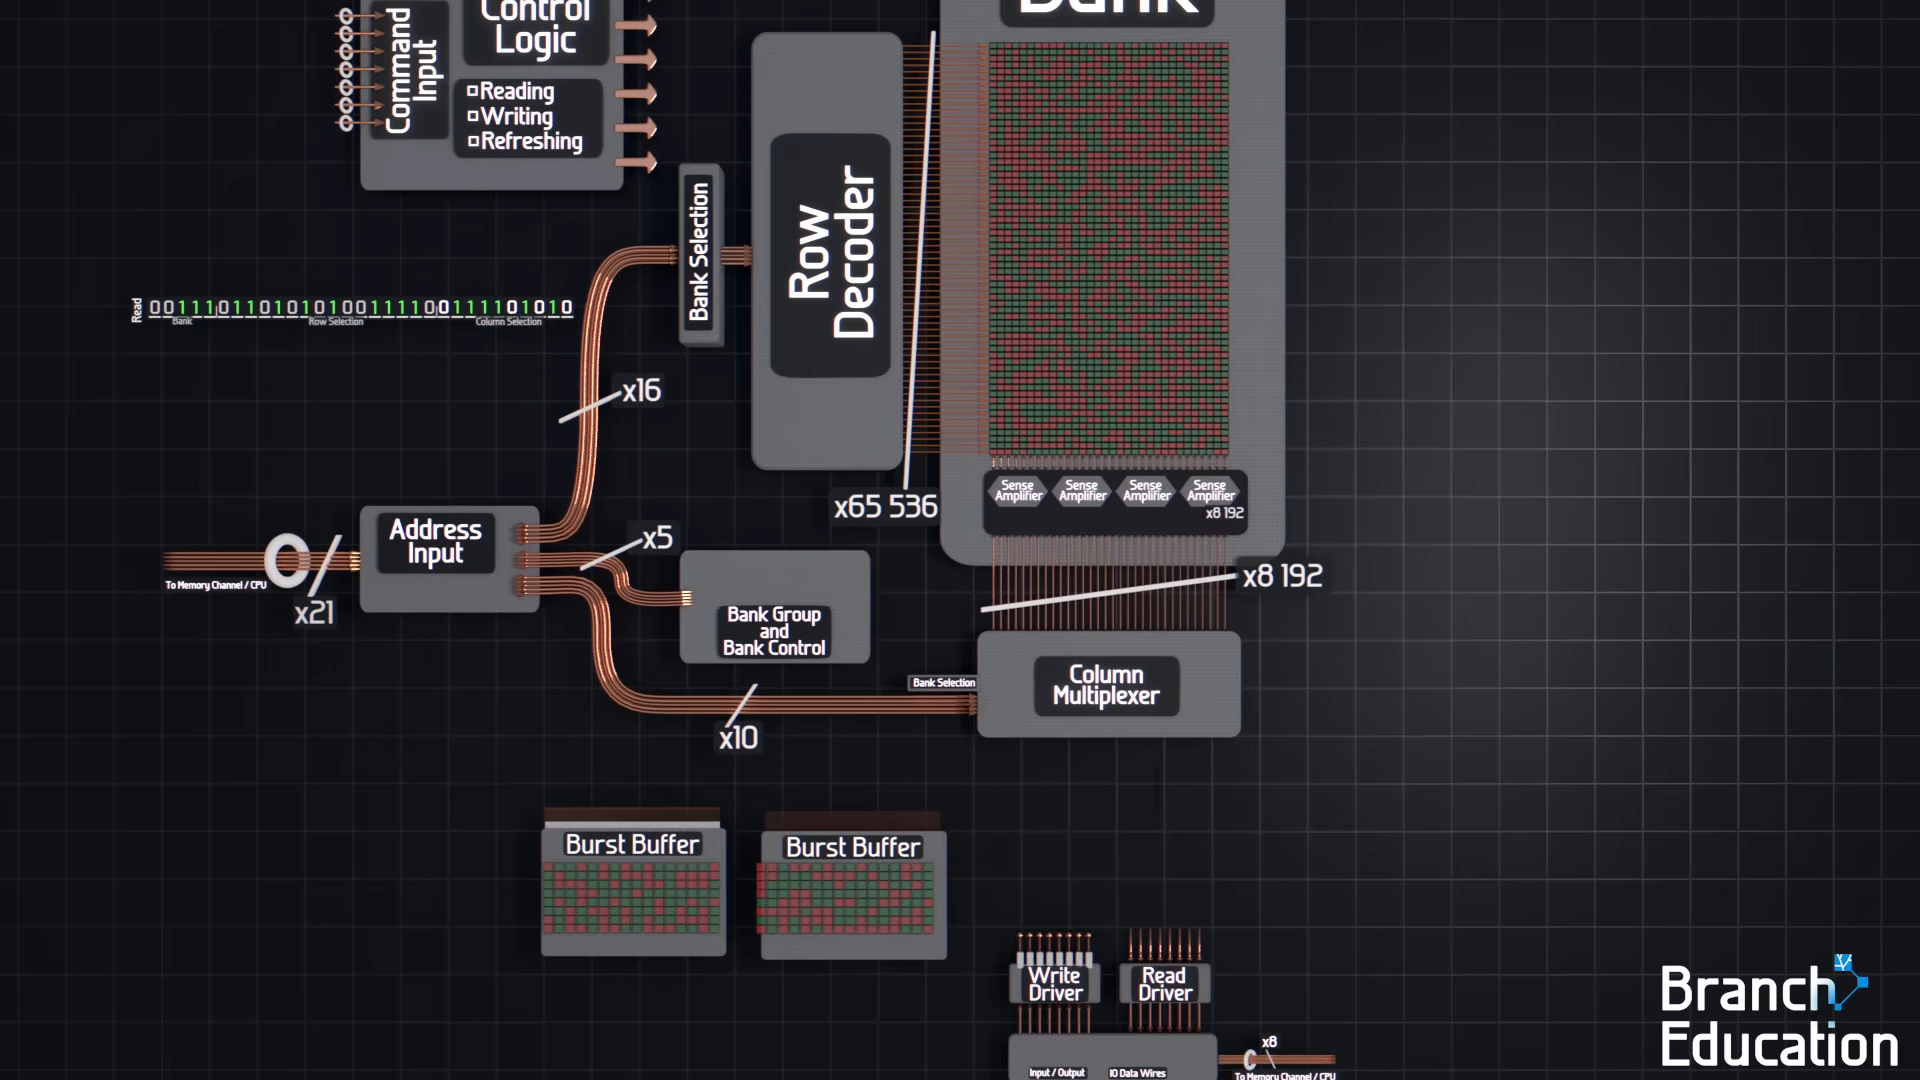 Control
Logic
Command
Input
Reading
Writing
Refreshing
Bank
Row
Decoder
Bank Selection
Read
0011101101010100111100111101010
Bank
Row Selection
Column Selection
x16
x65 536
Sense
Amplifier
Sense
Amplifier
Sense
Amplifier
Sense
Amplifier
x8 192
Address
Input
x5
To Memory Channel / CPU
x21
x8 192
Bank Group
and
Bank Control
Bank Selection
Column
Multiplexer
x10
Burst Buffer
Burst Buffer
Write
Driver
Read
Driver
x8
Input / Output
IO Data Wires
To Memory Channel / CPU
Branch
Education